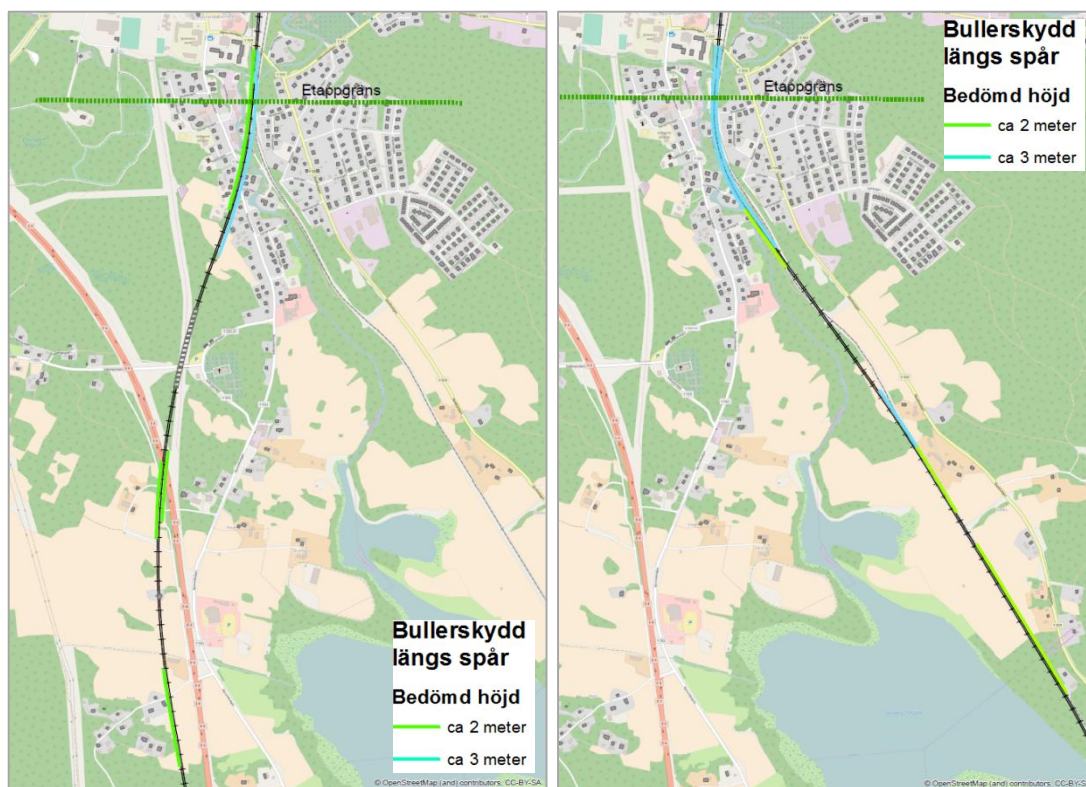 Etappgräns
Bullerskydd
längs spår
Bedömd höjd
ca 2 meter
ca 3 meter
© OpenStreetMap (and) contributors, CC-BY-SA
Bullerskydd
längs spår
Bedömd höjd
ca 2 meter
ca 3 meter
Etappgräns
© OpenStreetMap (and) contributors, CC-BY-S